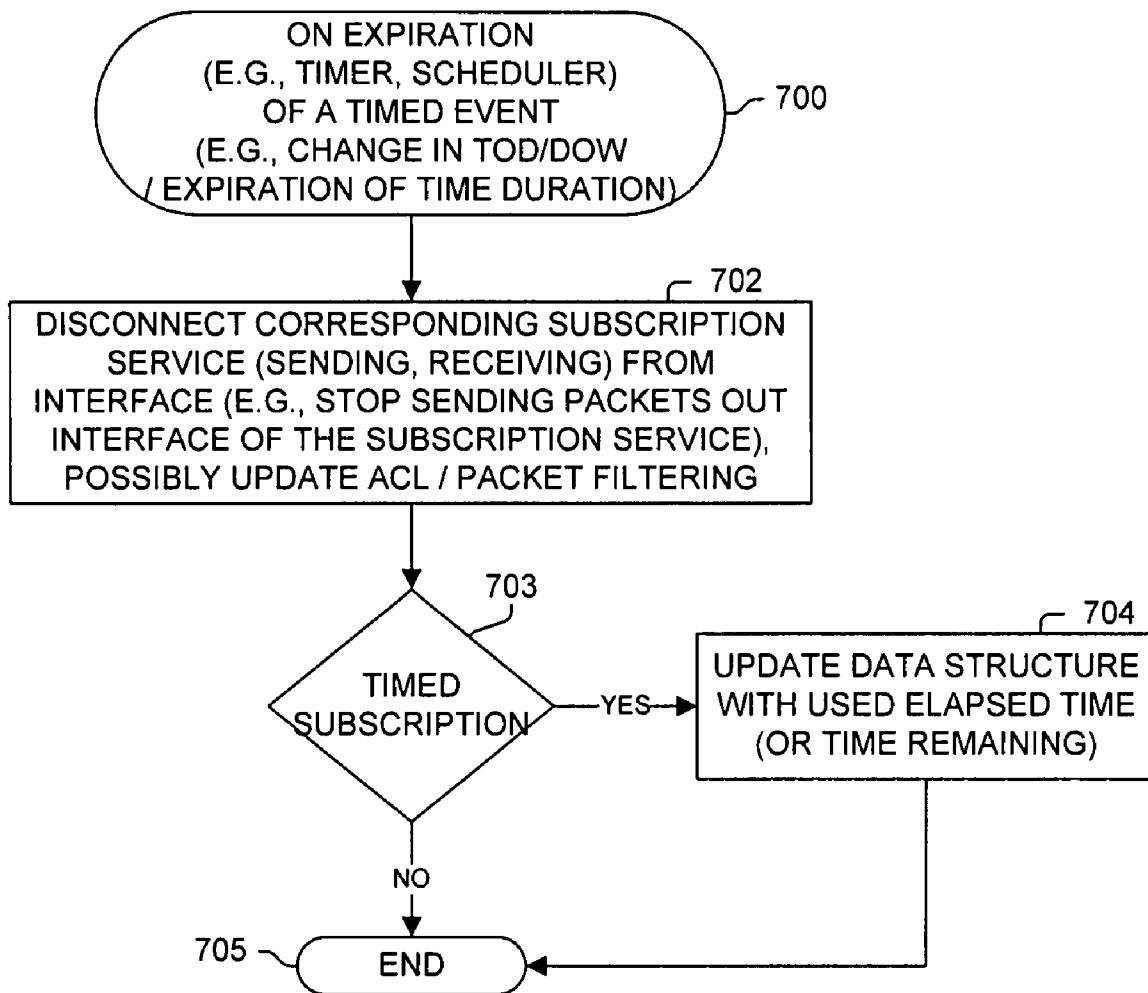 ON EXPIRATION
(E.G., TIMER, SCHEDULER)
OF A TIMED EVENT
(E.G., CHANGE IN TOD/DOW
/ EXPIRATION OF TIME DURATION)
700
702
DISCONNECT CORRESPONDING SUBSCRIPTION
SERVICE (SENDING, RECEIVING) FROM
INTERFACE (E.G., STOP SENDING PACKETS OUT
INTERFACE OF THE SUBSCRIPTION SERVICE),
POSSIBLY UPDATE ACL / PACKET FILTERING
703
TIMED
SUBSCRIPTION
YES
704
UPDATE DATA STRUCTURE
WITH USED ELAPSED TIME
(OR TIME REMAINING)
NO
705
END